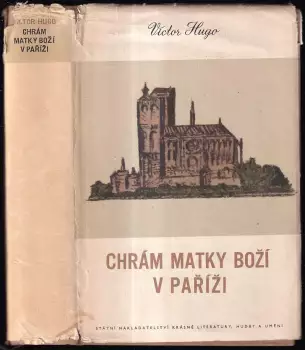 VICTOR HUGO
CHRÁM
MATKY BOŽÍ
V PAŘÍŽI
Victor Hugo
CHRÁM MATKY BOŽÍ
V PAŘÍŽI
STÁTNÍ NAKLADATELSTVÍ KRÁSNÉ LITERATURY, HUDBY A UMĚNÍ